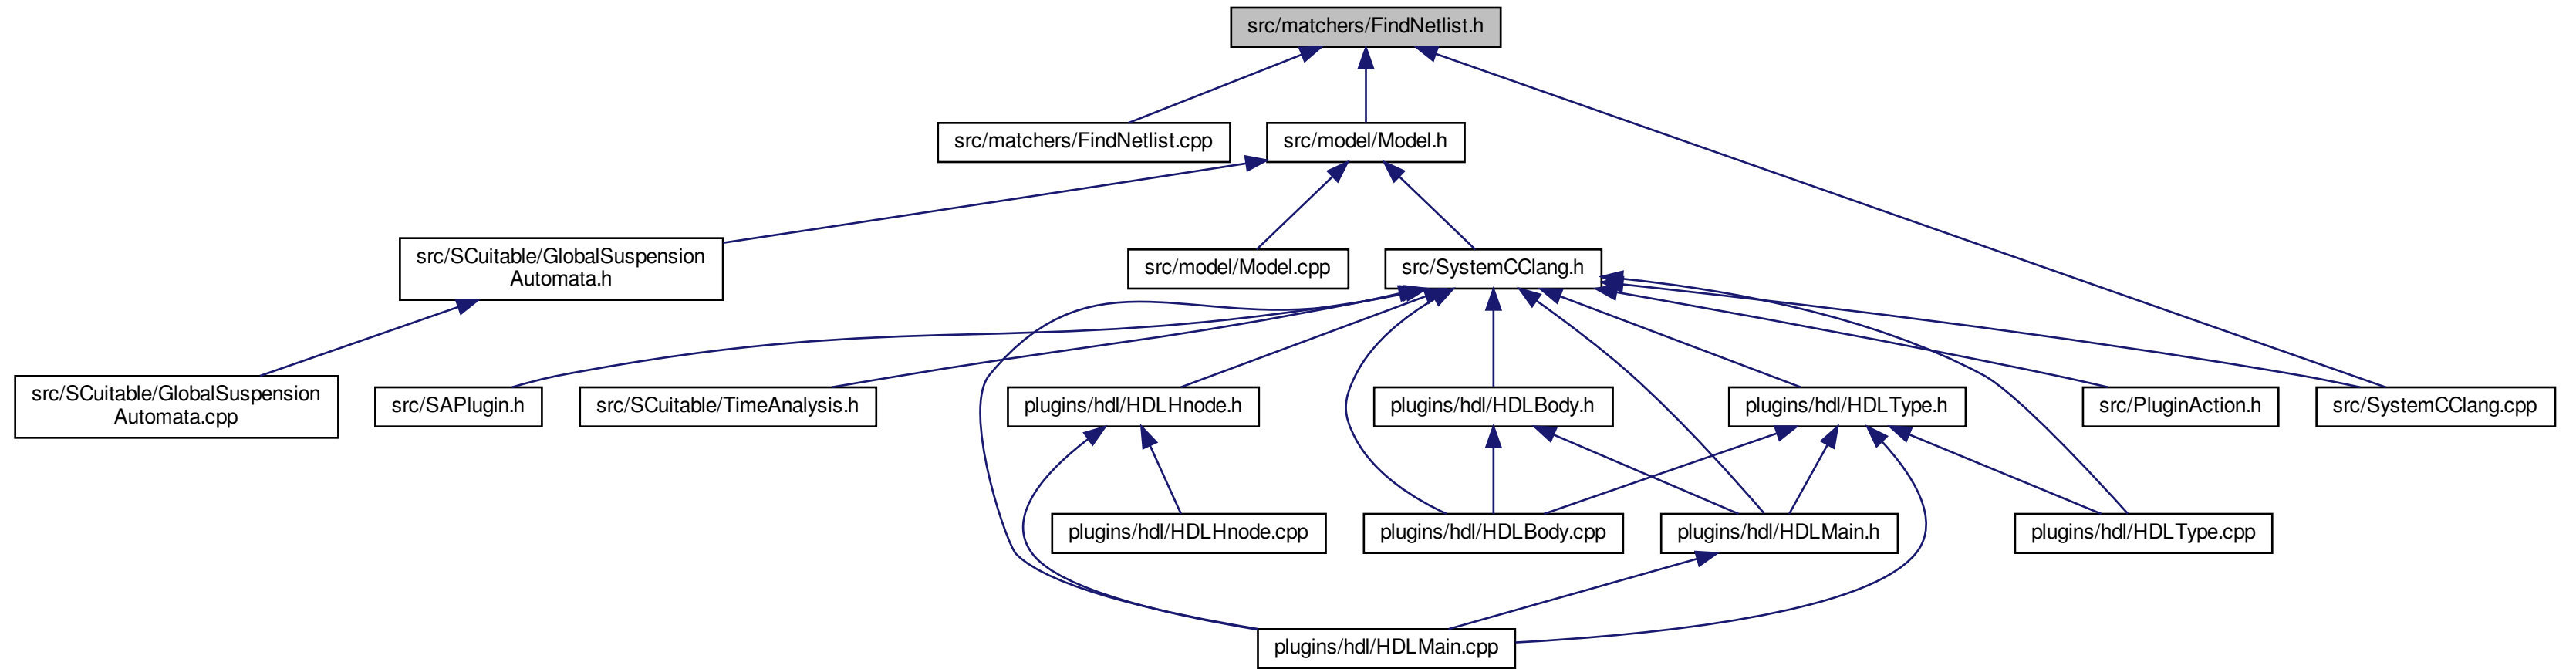 src/matchers/FindNetlist.h
src/matchers/FindNetlist.cpp
src/model/Model.h
src/SCuitable/GlobalSuspension
Automata.h
src/model/Model.cpp
src/SystemCClang.h
src/SCuitable/GlobalSuspension
Automata.cpp
src/SAPlugin.h
src/SCuitable/TimeAnalysis.h
plugins/hdl/HDLHnode.h
plugins/hdl/HDLBody.h
plugins/hdl/HDLType.h
src/PluginAction.h
src/SystemCClang.cpp
plugins/hdl/HDLHnode.cpp
plugins/hdl/HDLBody.cpp
plugins/hdl/HDLMain.h
plugins/hdl/HDLType.cpp
plugins/hdl/HDLMain.cpp